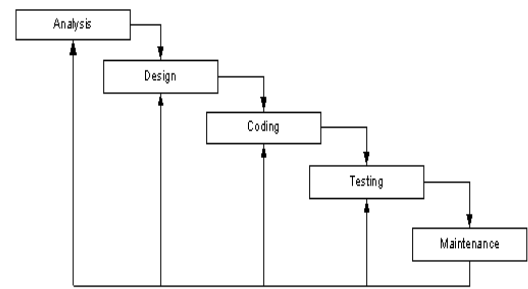 Analysis
Design
Coding
Testing
Maintenance